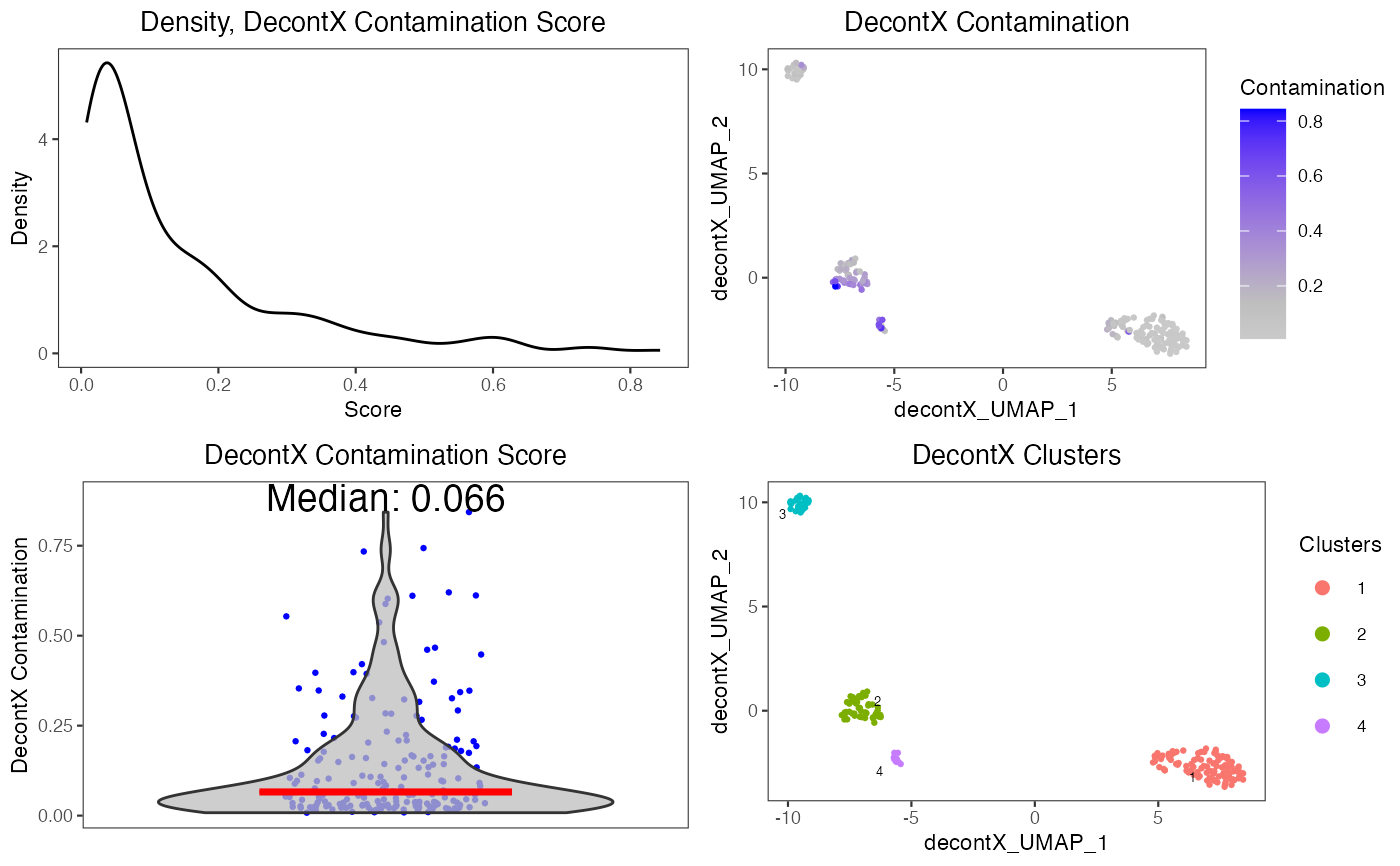 Density, DecontX Contamination Score
Density
4
2
0
0.0 0.2 0.4 0.6 0.8
Score
DecontX Contamination
decontX_UMAP_2
10
5
0
-10 -5 0 5
decontX_UMAP_1
Contamination
0.8
0.6
0.4
0.2
DecontX Contamination Score
Median: 0.066
DecontX Contamination
0.75
0.50
0.25
0.00
DecontX Clusters
decontX_UMAP_2
10
5
0
3
2
4
1
-10 -5 0 5
decontX_UMAP_1
Clusters
1
2
3
4